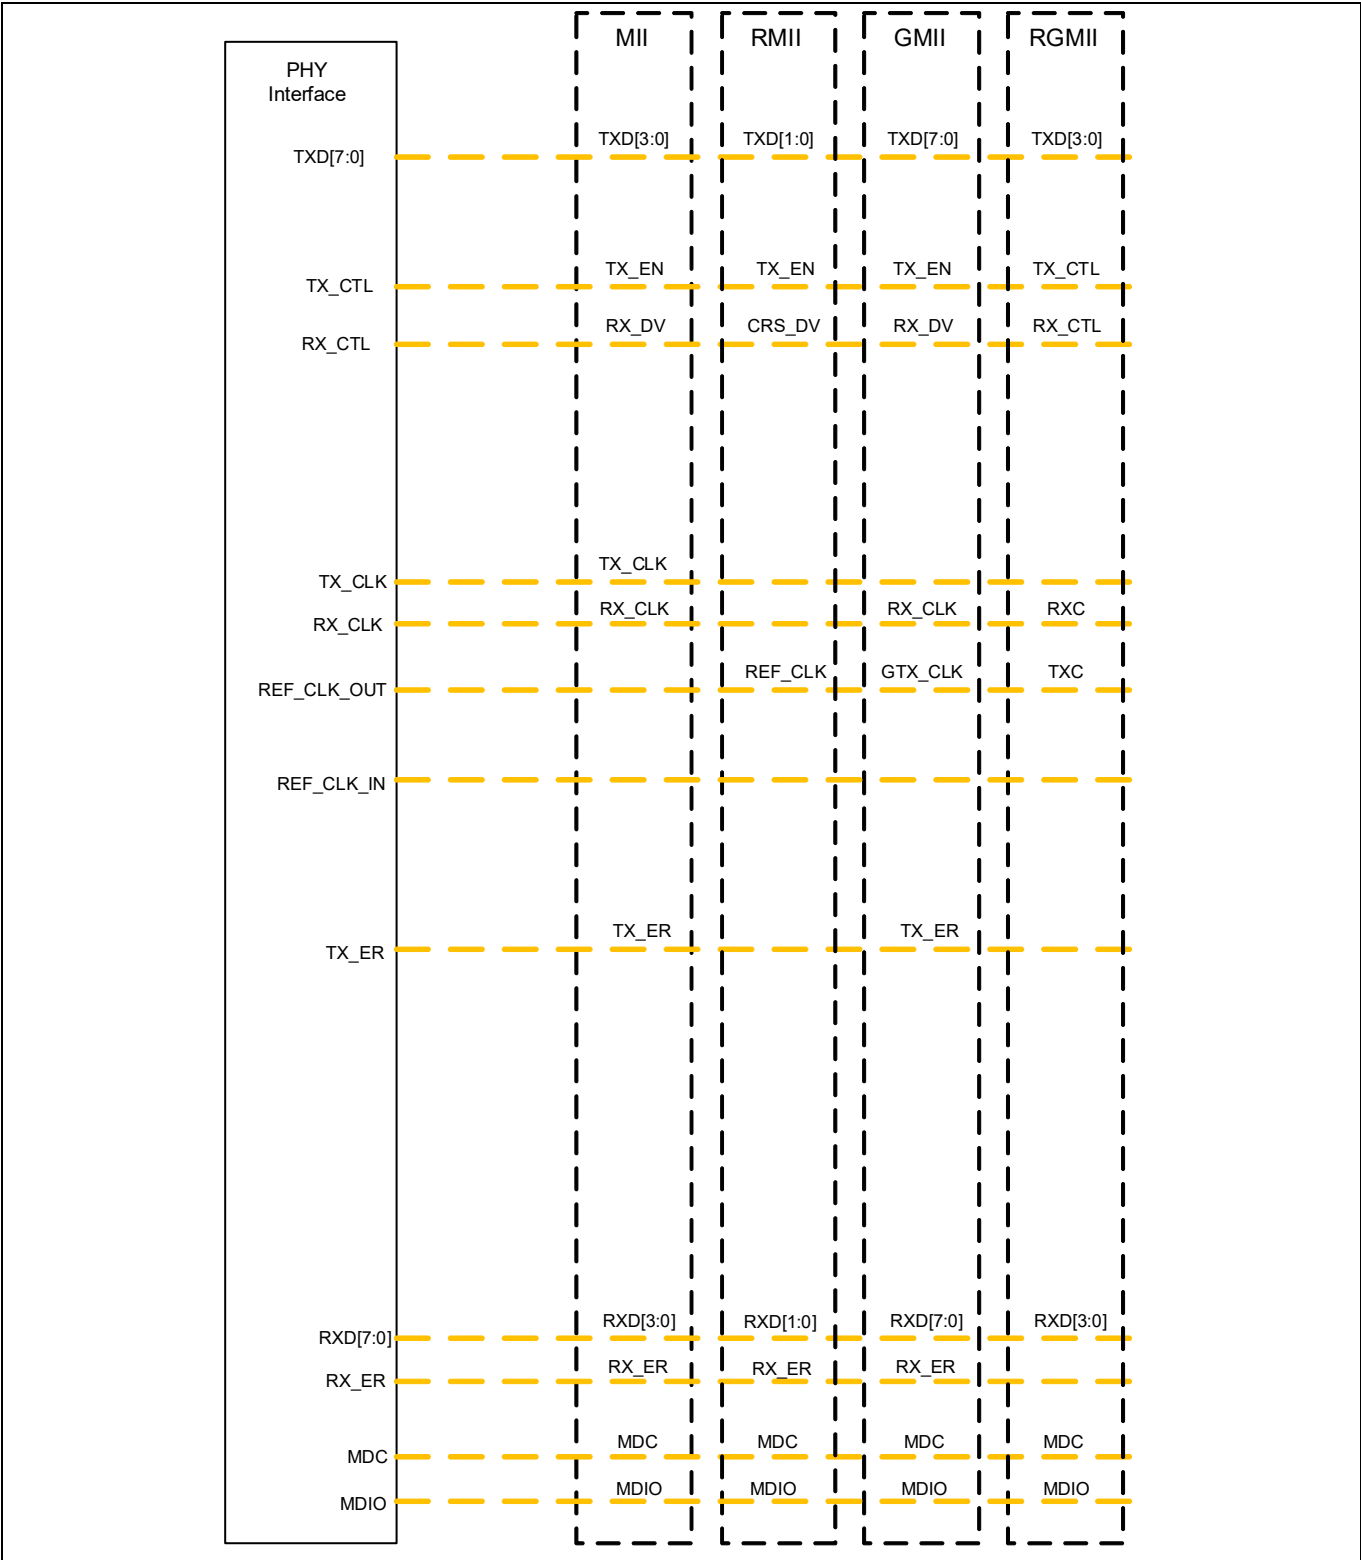 MII RMII GMII RGMII
PHY
Interface
TXD[3:0] TXD[1:0] TXD[7:0] TXD[3:0]
TXD[7:0]
TX_EN TX_EN TX_EN TX_CTL
TX_CTL
RX_DV CRS_DV RX_DV RX_CTL
RX_CTL
TX_CLK
TX_CLK
RX_CLK RX_CLK RXC
RX_CLK
REF_CLK GTX_CLK TXC
REF_CLK_OUT
REF_CLK_IN
TX_ER TX_ER
TX_ER
RXD[3:0] RXD[1:0] RXD[7:0] RXD[3:0]
RXD[7:0]
RX_ER RX_ER RX_ER
RX_ER
MDC MDC MDC MDC
MDC
MDIO MDIO MDIO MDIO
MDIO